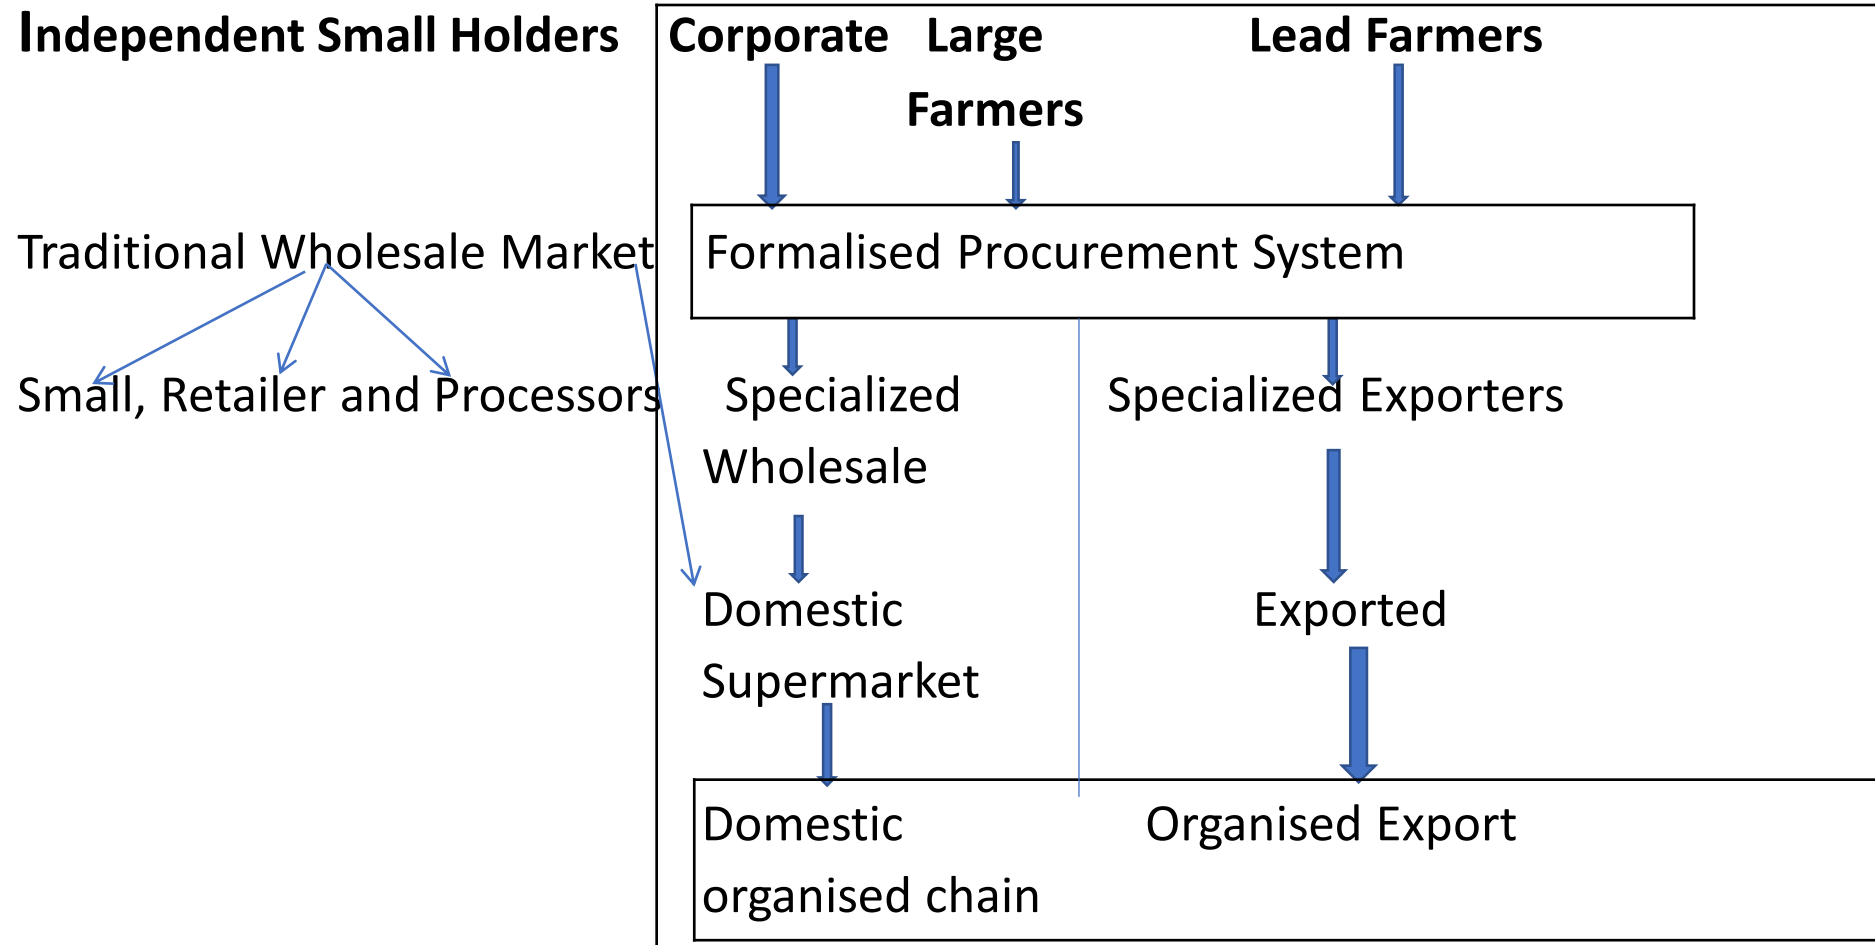 Independent Small Holders
Corporate Large
Farmers
Lead Farmers
Traditional Wholesale Market
Formalised Procurement System
Small, Retailer and Processors
Specialized
Wholesale
Specialized Exporters
Domestic
Supermarket
Exported
Domestic
organised chain
Organised Export